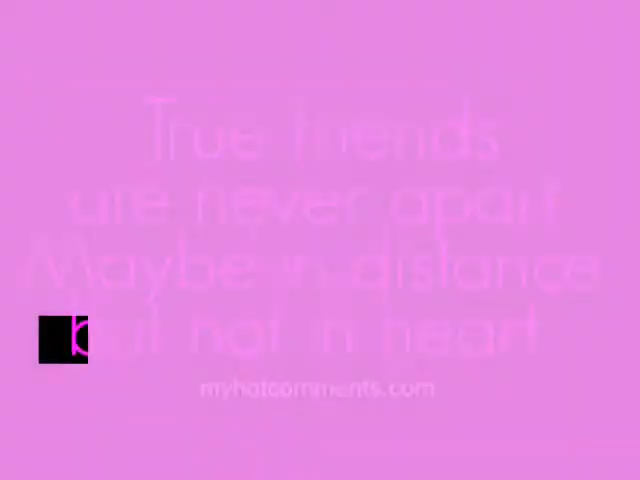 True friends
are never apart
Maybe in distance
but not in heart
myhotcomments.com